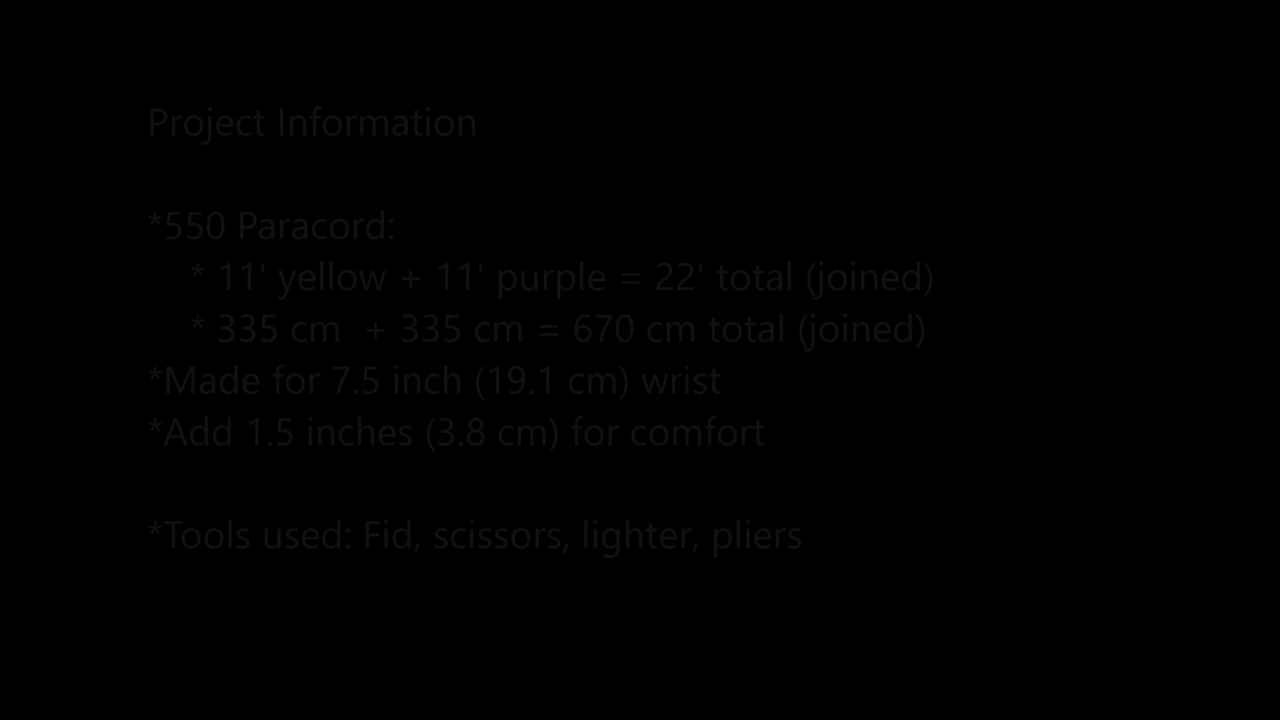 Project Information
*550 Paracord:
* 11' yellow + 11' purple = 22' total (joined)
* 335 cm  + 335 cm = 670 cm total (joined)
*Made for 7.5 inch (19.1 cm) wrist
*Add 1.5 inches (3.8 cm) for comfort
*Tools used: Fid, scissors, lighter, pliers